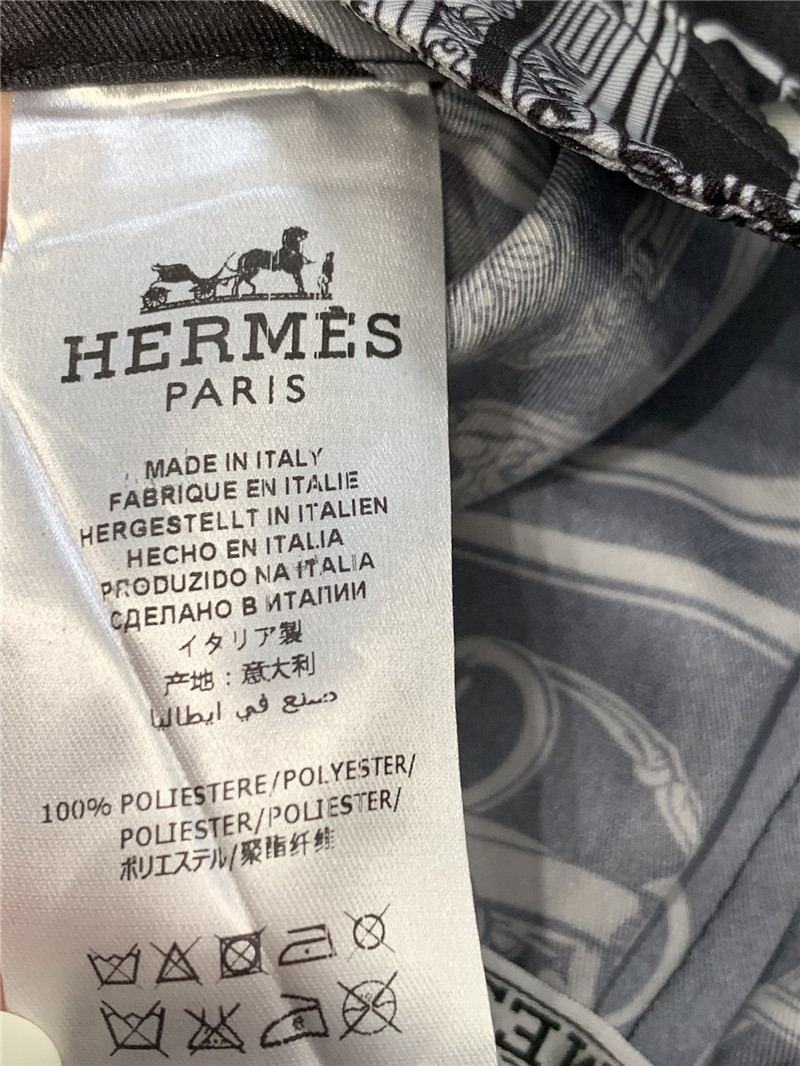 HERMÈS
PARIS
MADE IN ITALY
FABRIQUE EN ITALIE
HERGESTELLT IN ITALIEN
HECHO EN ITALIA
PRODUZIDO NA ITALIA
СДЕЛАНО В ИТАПИИ
イタリア製
产地：意大利
صنع في ايطاليا
100% POLIESTERE/POLYESTER/
POLIESTER/POLIESTER/
ポリエステル/聚酯纤维